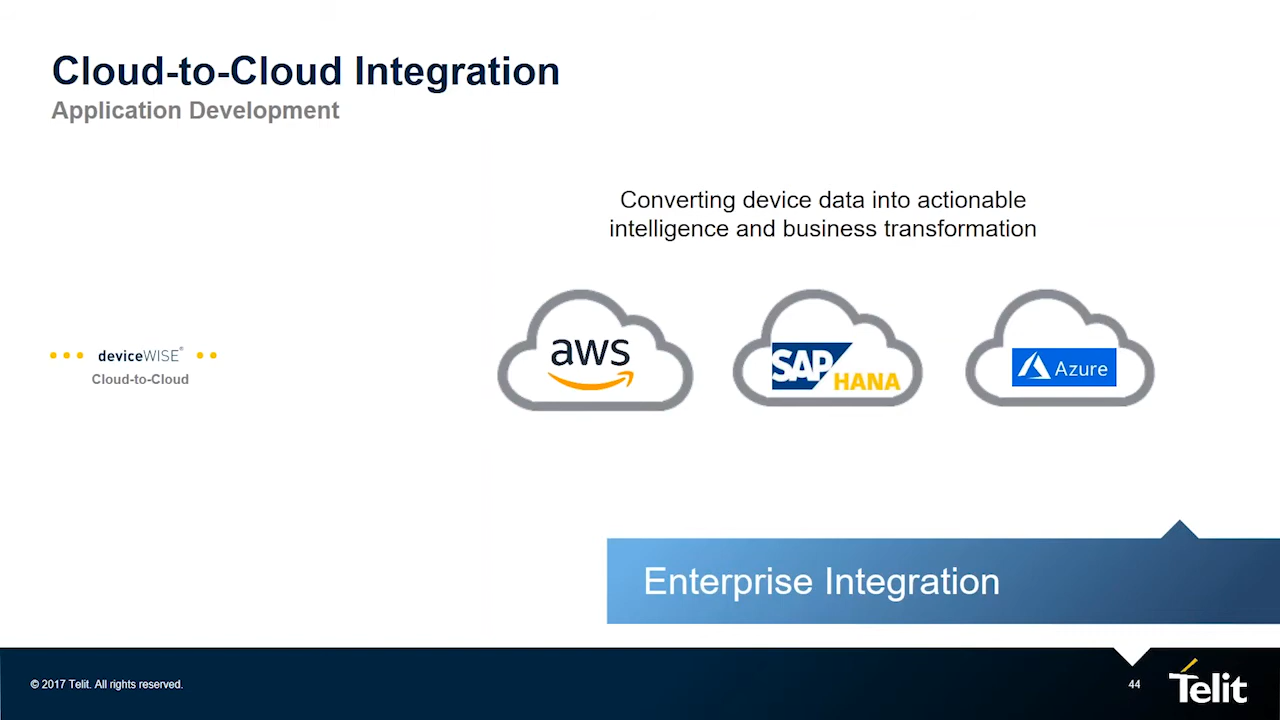 Cloud-to-Cloud Integration
Application Development
Converting device data into actionable
intelligence and business transformation
deviceWISE®
Cloud-to-Cloud
aws
SAP HANA
Azure
Enterprise Integration
© 2017 Telit. All rights reserved.
44
Telit